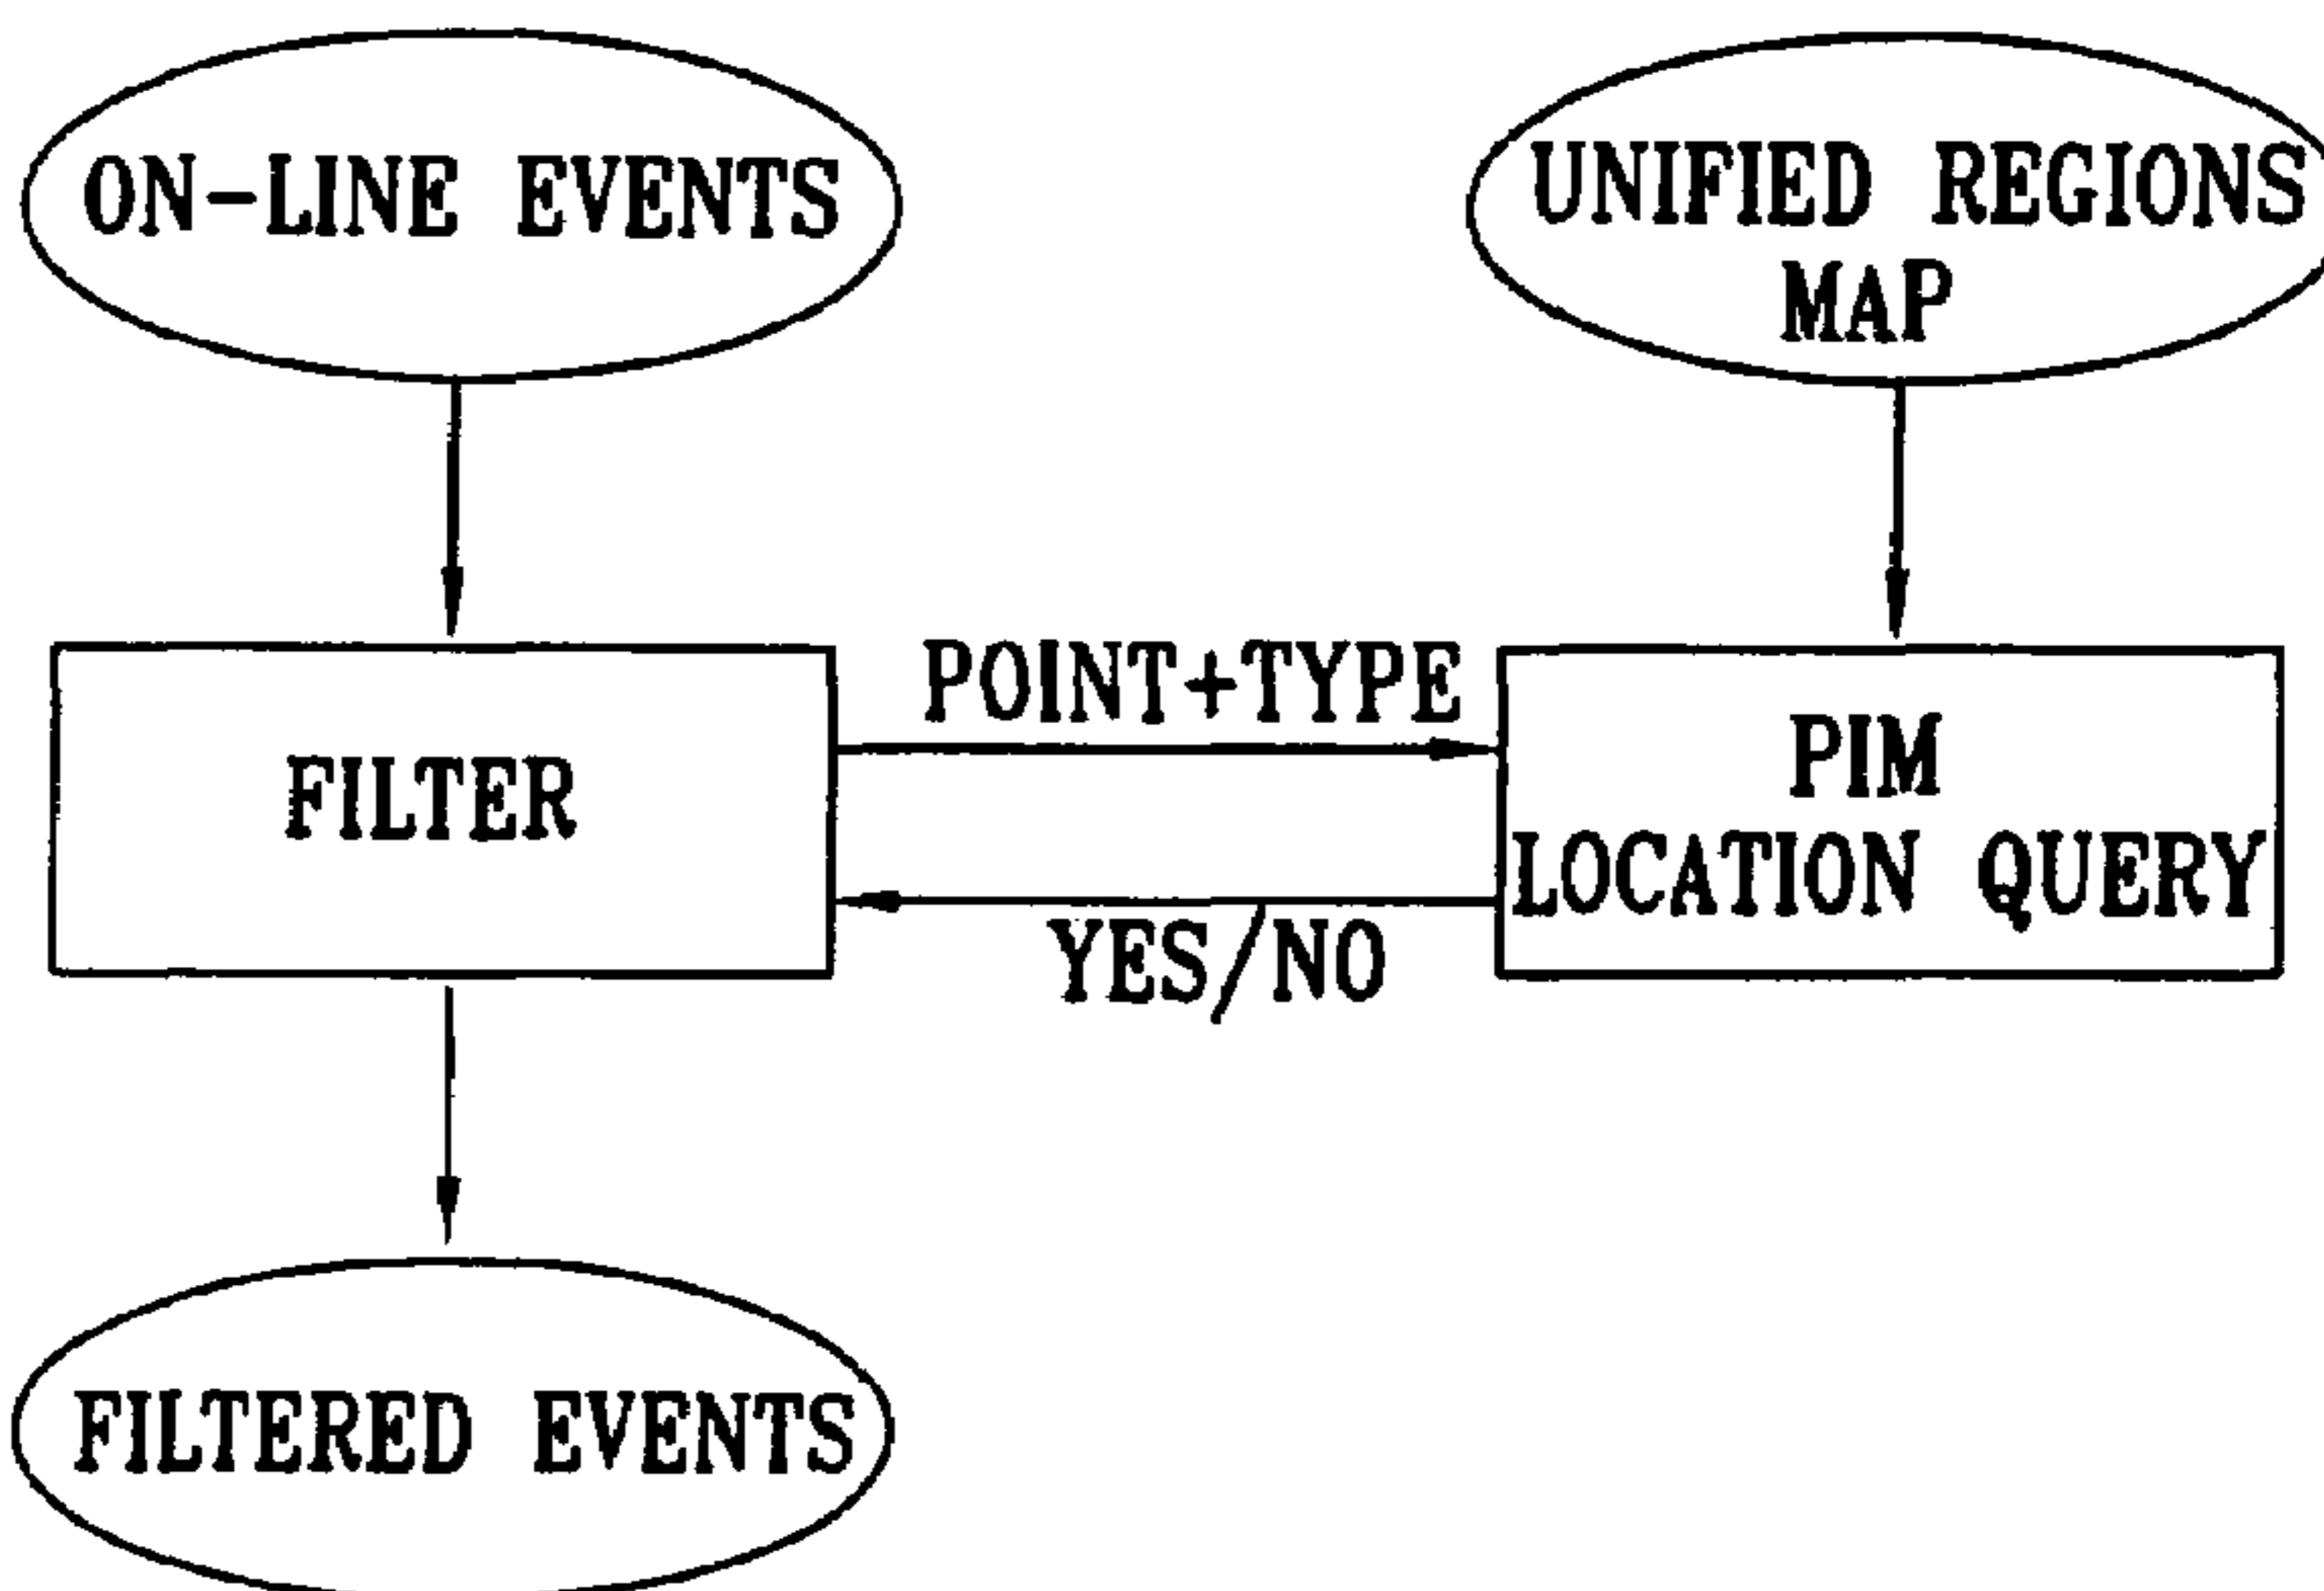 ON-LINE EVENTS
UNIFIED REGIONS
MAP
POINT+TYPE
FILTER
PIM
LOCATION QUERY
YES/NO
FILTERED EVENTS